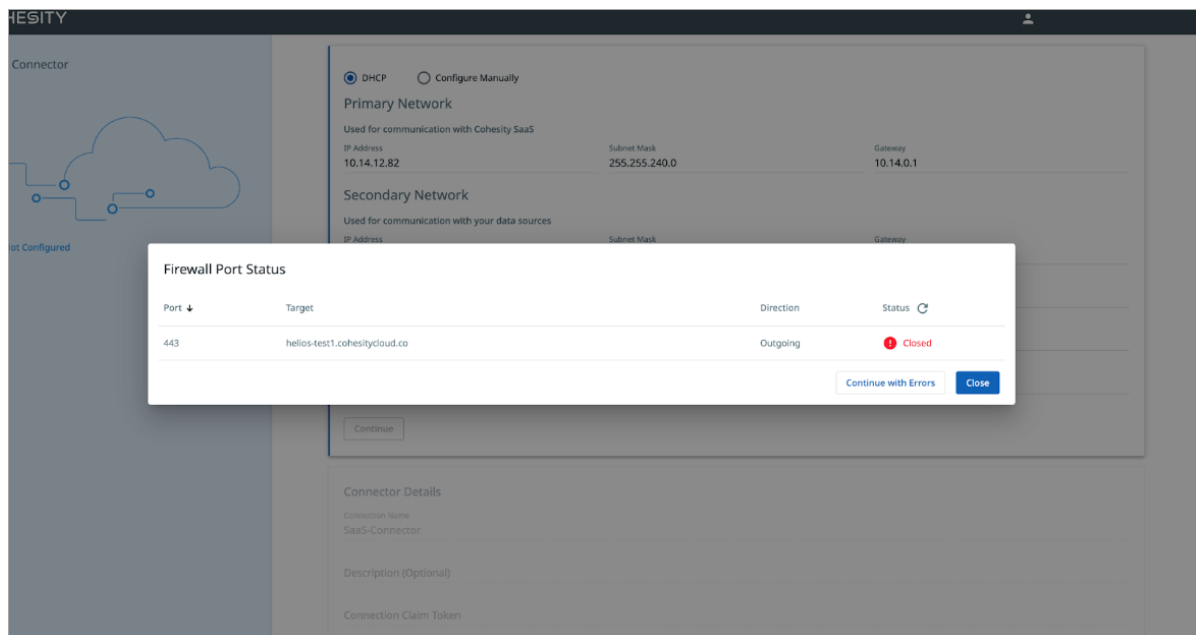 HESITY
Connector
ot Configured
DHCP Configure Manually
Primary Network
Used for communication with Cohesity SaaS
IP Address Subnet Mask Gateway
10.14.12.82 255.255.240.0 10.14.0.1
Secondary Network
Used for communication with your data sources
IP Address Subnet Mask Gateway
Firewall Port Status
Port Target Direction Status
443 helios-test1.cohesitycloud.co Outgoing Closed
Continue with Errors Close
Continue
Connector Details
Connection Name
SaaS-Connector
Description (Optional)
Connection Claim Token